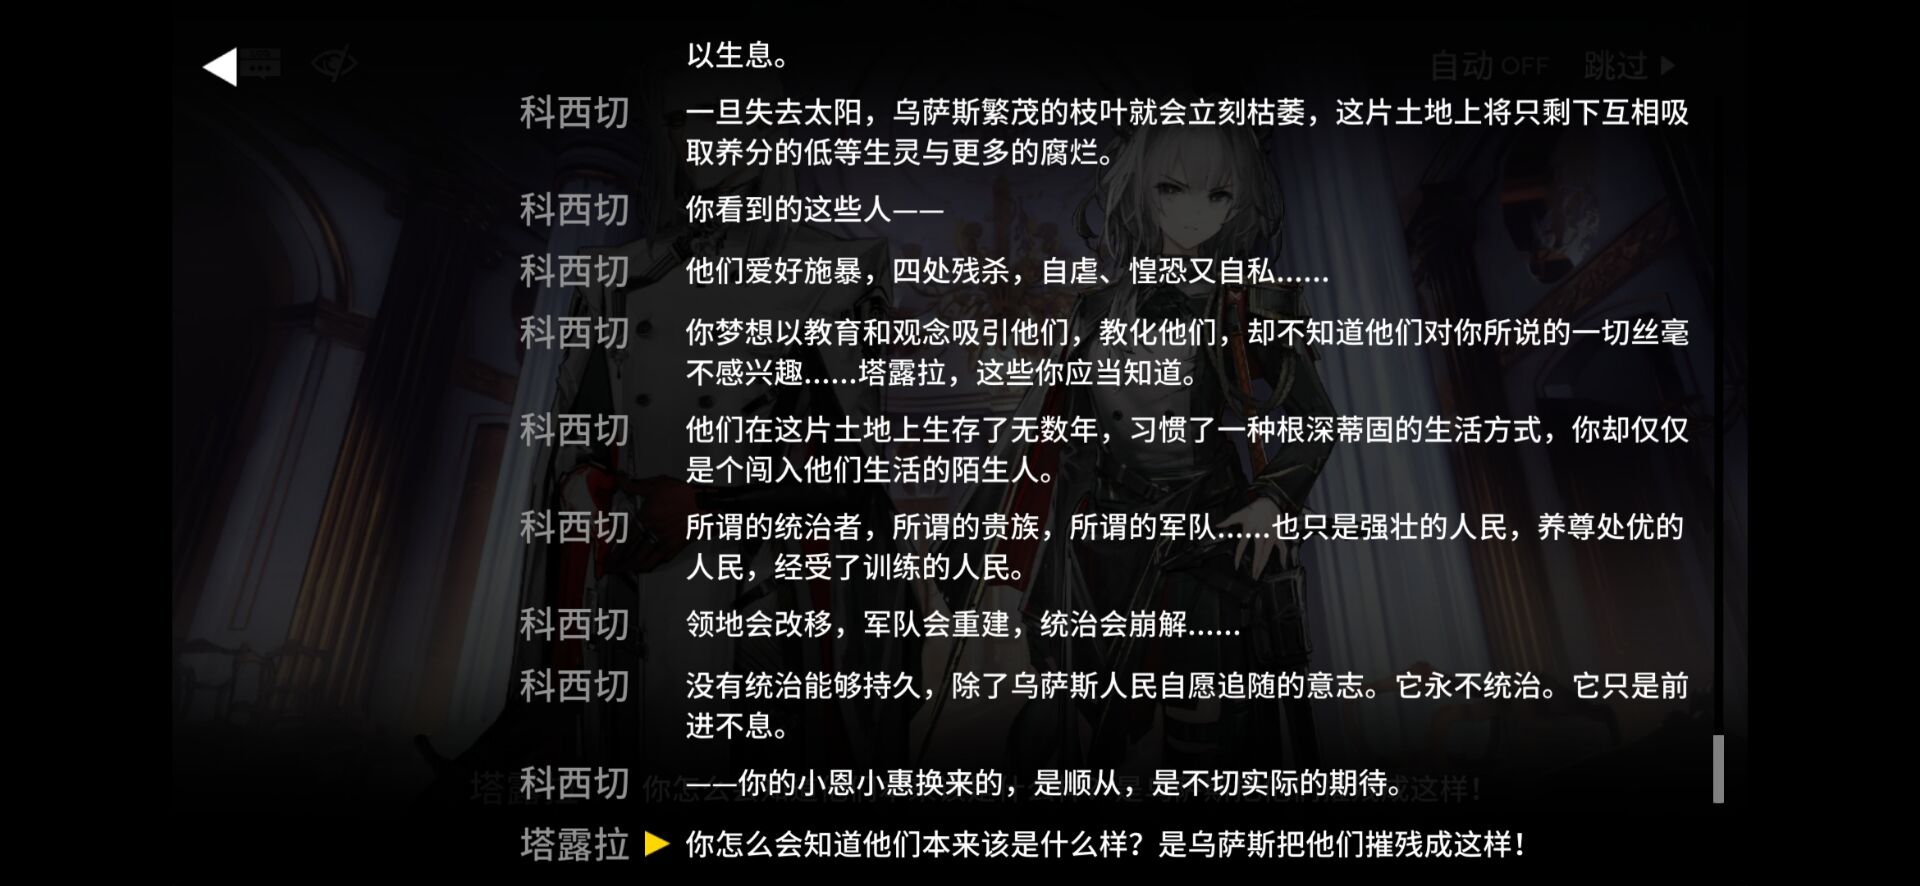 自动 OFF 跳过
以生息。
科西切 一旦失去太阳，乌萨斯繁茂的枝叶就会立刻枯萎，这片土地上将只剩下互相吸
取养分的低等生灵与更多的腐烂。
科西切 你看到的这些人——
科西切 他们爱好施暴，四处残杀，自虐、惶恐又自私……
科西切 你梦想以教育和观念吸引他们，教化他们，却不知道他们对你所说的一切丝毫
不感兴趣……塔露拉，这些你应当知道。
科西切 他们在这片土地上生存了无数年，习惯了一种根深蒂固的生活方式，你却仅仅
是个闯入他们生活的陌生人。
科西切 所谓的统治者，所谓的贵族，所谓的军队……也只是强壮的人民，养尊处优的
人民，经受了训练的人民。
科西切 领地会改移，军队会重建，统治会崩解……
科西切 没有统治能够持久，除了乌萨斯人民自愿追随的意志。它永不统治。它只是前
进不息。
科西切 ——你的小恩小惠换来的，是顺从，是不切实际的期待。
塔露拉 你怎么会知道他们本来该是什么样？是乌萨斯把他们摧残成这样！